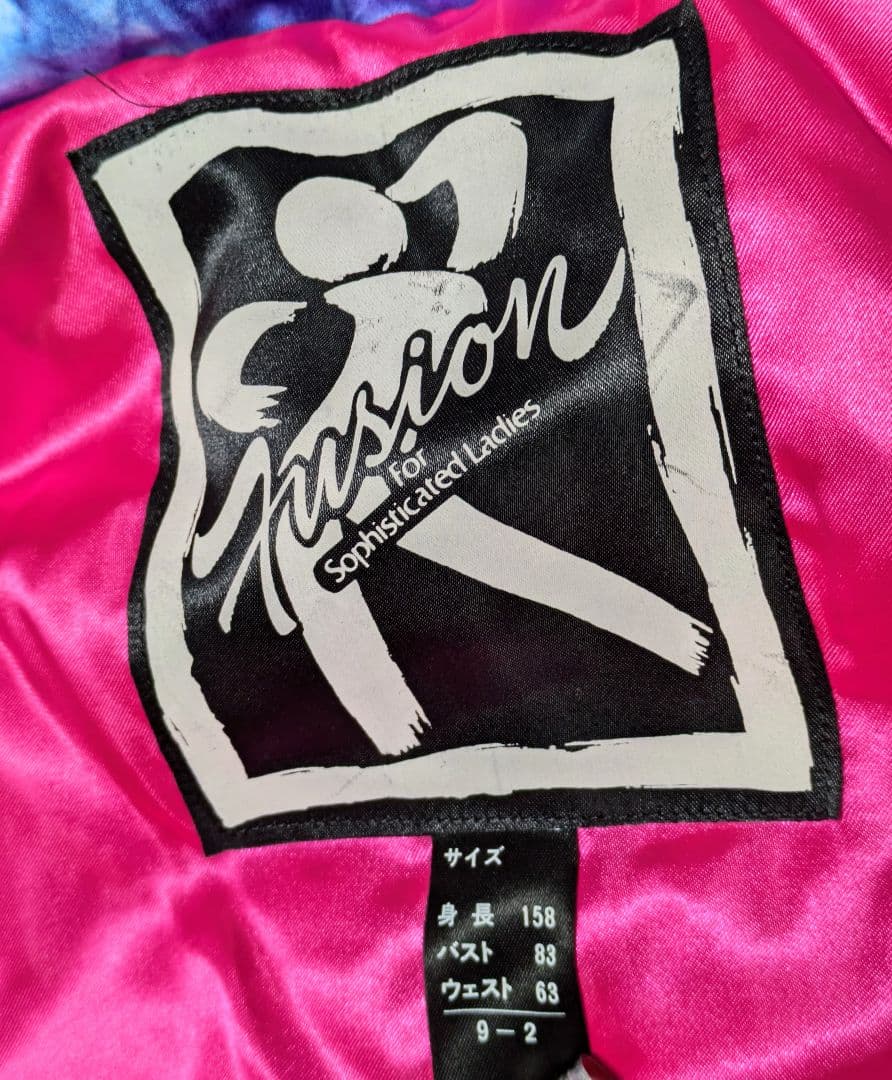 fusion
For
Sophisticated Ladies
サイズ
身長 158
バスト 83
ウェスト 63
9-2